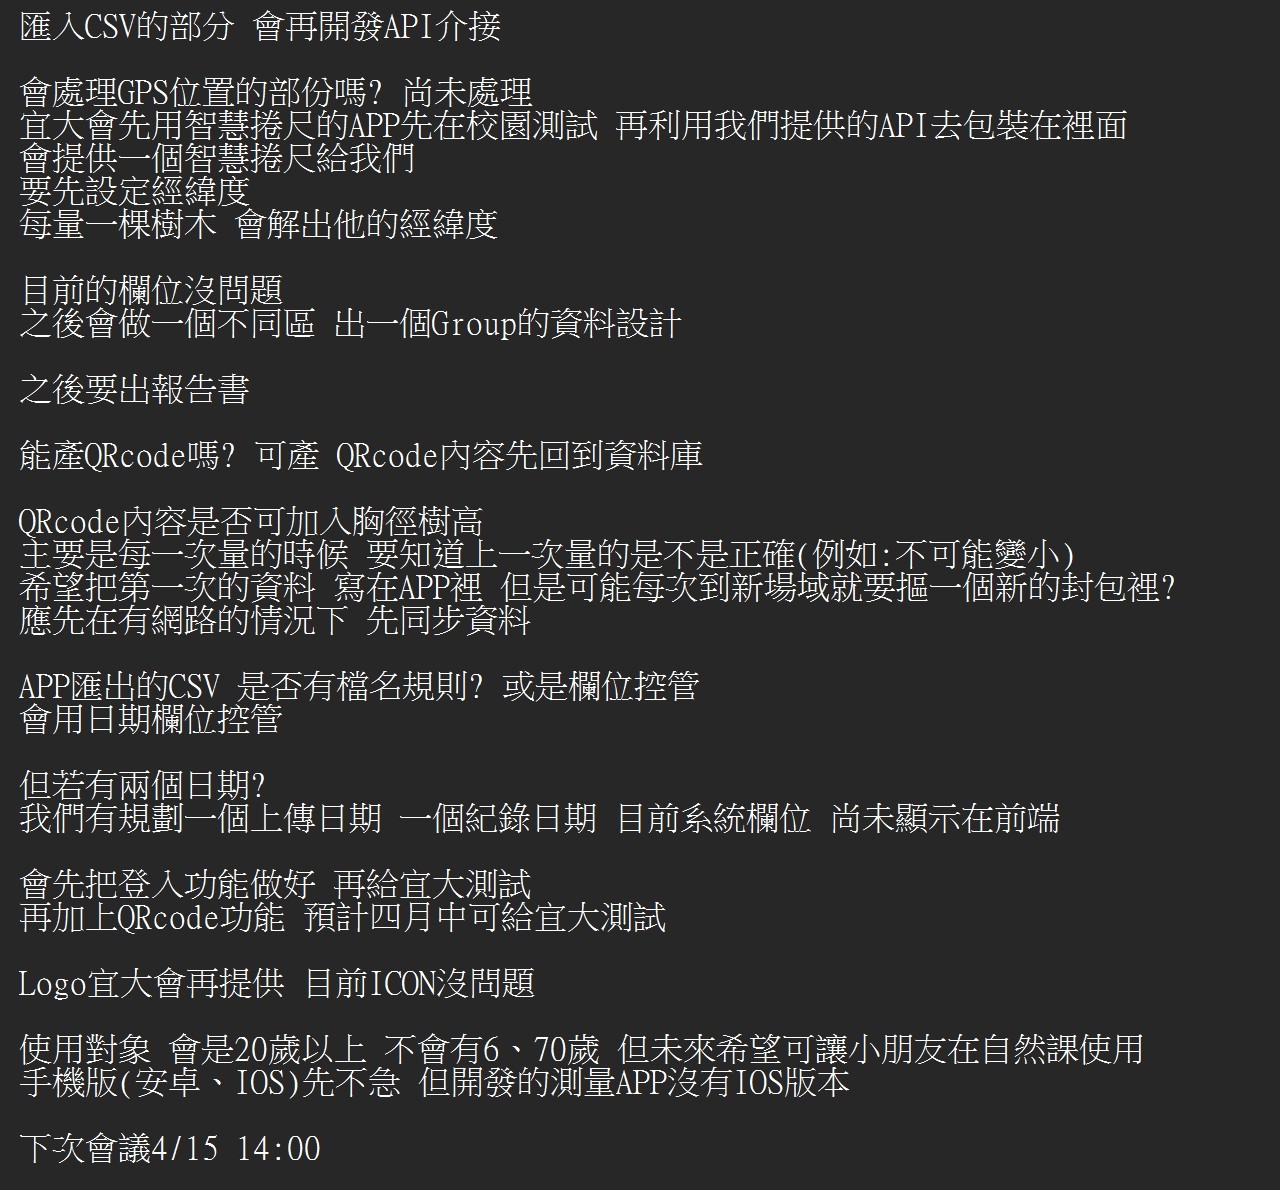 匯入CSV的部分 會再開發API介接
會處理GPS位置的部份嗎? 尚未處理
宜大會先用智慧捲尺的APP先在校園測試 再利用我們提供的API去包裝在裡面
會提供一個智慧捲尺給我們
要先設定經緯度
每量一棵樹木 會解出他的經緯度
目前的欄位沒問題
之後會做一個不同區 出一個Group的資料設計
之後要出報告書
能產QRcode嗎? 可產 QRcode內容先回到資料庫
QRcode內容是否可加入胸徑樹高
主要是每一次量的時候 要知道上一次量的是不是正確(例如:不可能變小)
希望把第一次的資料 寫在APP裡 但是可能每次到新場域就要摳一個新的封包裡?
應先在有網路的情況下 先同步資料
APP匯出的CSV 是否有檔名規則? 或是欄位控管
會用日期欄位控管
但若有兩個日期?
我們有規劃一個上傳日期 一個紀錄日期 目前系統欄位 尚未顯示在前端
會先把登入功能做好 再給宜大測試
再加上QRcode功能 預計四月中可給宜大測試
Logo宜大會再提供 目前ICON沒問題
使用對象 會是20歲以上 不會有6、70歲 但未來希望可讓小朋友在自然課使用
手機版(安卓、IOS)先不急 但開發的測量APP沒有IOS版本
下次會議4/15 14:00